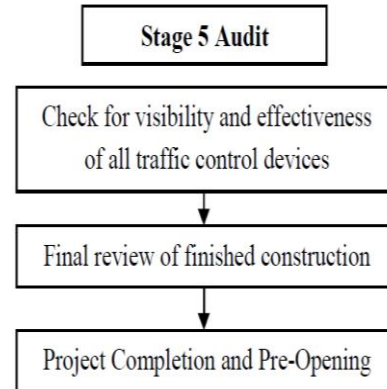 Stage 5 Audit
Check for visibility and effectiveness
of all traffic control devices
Final review of finished construction
Project Completion and Pre-Opening